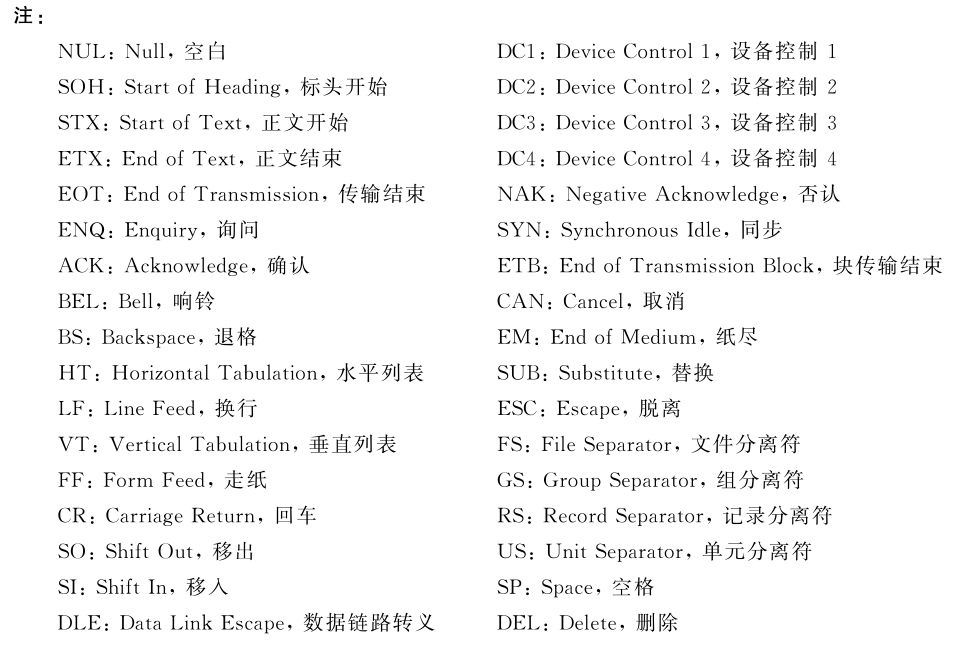 注：
NUL: Null, 空白
SOH: Start of Heading, 标头开始
STX: Start of Text, 正文开始
ETX: End of Text, 正文结束
EOT: End of Transmission, 传输结束
ENQ: Enquiry, 询问
ACK: Acknowledge, 确认
BEL: Bell, 响铃
BS: Backspace, 退格
HT: Horizontal Tabulation, 水平列表
LF: Line Feed, 换行
VT: Vertical Tabulation, 垂直列表
FF: Form Feed, 走纸
CR: Carriage Return, 回车
SO: Shift Out, 移出
SI: Shift In, 移入
DLE: Data Link Escape, 数据链路转义
DC1: Device Control 1, 设备控制 1
DC2: Device Control 2, 设备控制 2
DC3: Device Control 3, 设备控制 3
DC4: Device Control 4, 设备控制 4
NAK: Negative Acknowledge, 否认
SYN: Synchronous Idle, 同步
ETB: End of Transmission Block, 块传输结束
CAN: Cancel, 取消
EM: End of Medium, 纸尽
SUB: Substitute, 替换
ESC: Escape, 脱离
FS: File Separator, 文件分离符
GS: Group Separator, 组分离符
RS: Record Separator, 记录分离符
US: Unit Separator, 单元分离符
SP: Space, 空格
DEL: Delete, 删除